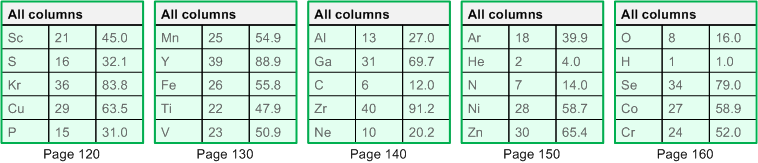 All columns
Sc 21 45.0
S 16 32.1
Kr 36 83.8
Cu 29 63.5
P 15 31.0
Page 120
All columns
Mn 25 54.9
Y 39 88.9
Fe 26 55.8
Ti 22 47.9
V 23 50.9
Page 130
All columns
Al 13 27.0
Ga 31 69.7
C 6 12.0
Zr 40 91.2
Ne 10 20.2
Page 140
All columns
Ar 18 39.9
He 2 4.0
N 7 14.0
Ni 28 58.7
Zn 30 65.4
Page 150
All columns
O 8 16.0
H 1 1.0
Se 34 79.0
Co 27 58.9
Cr 24 52.0
Page 160